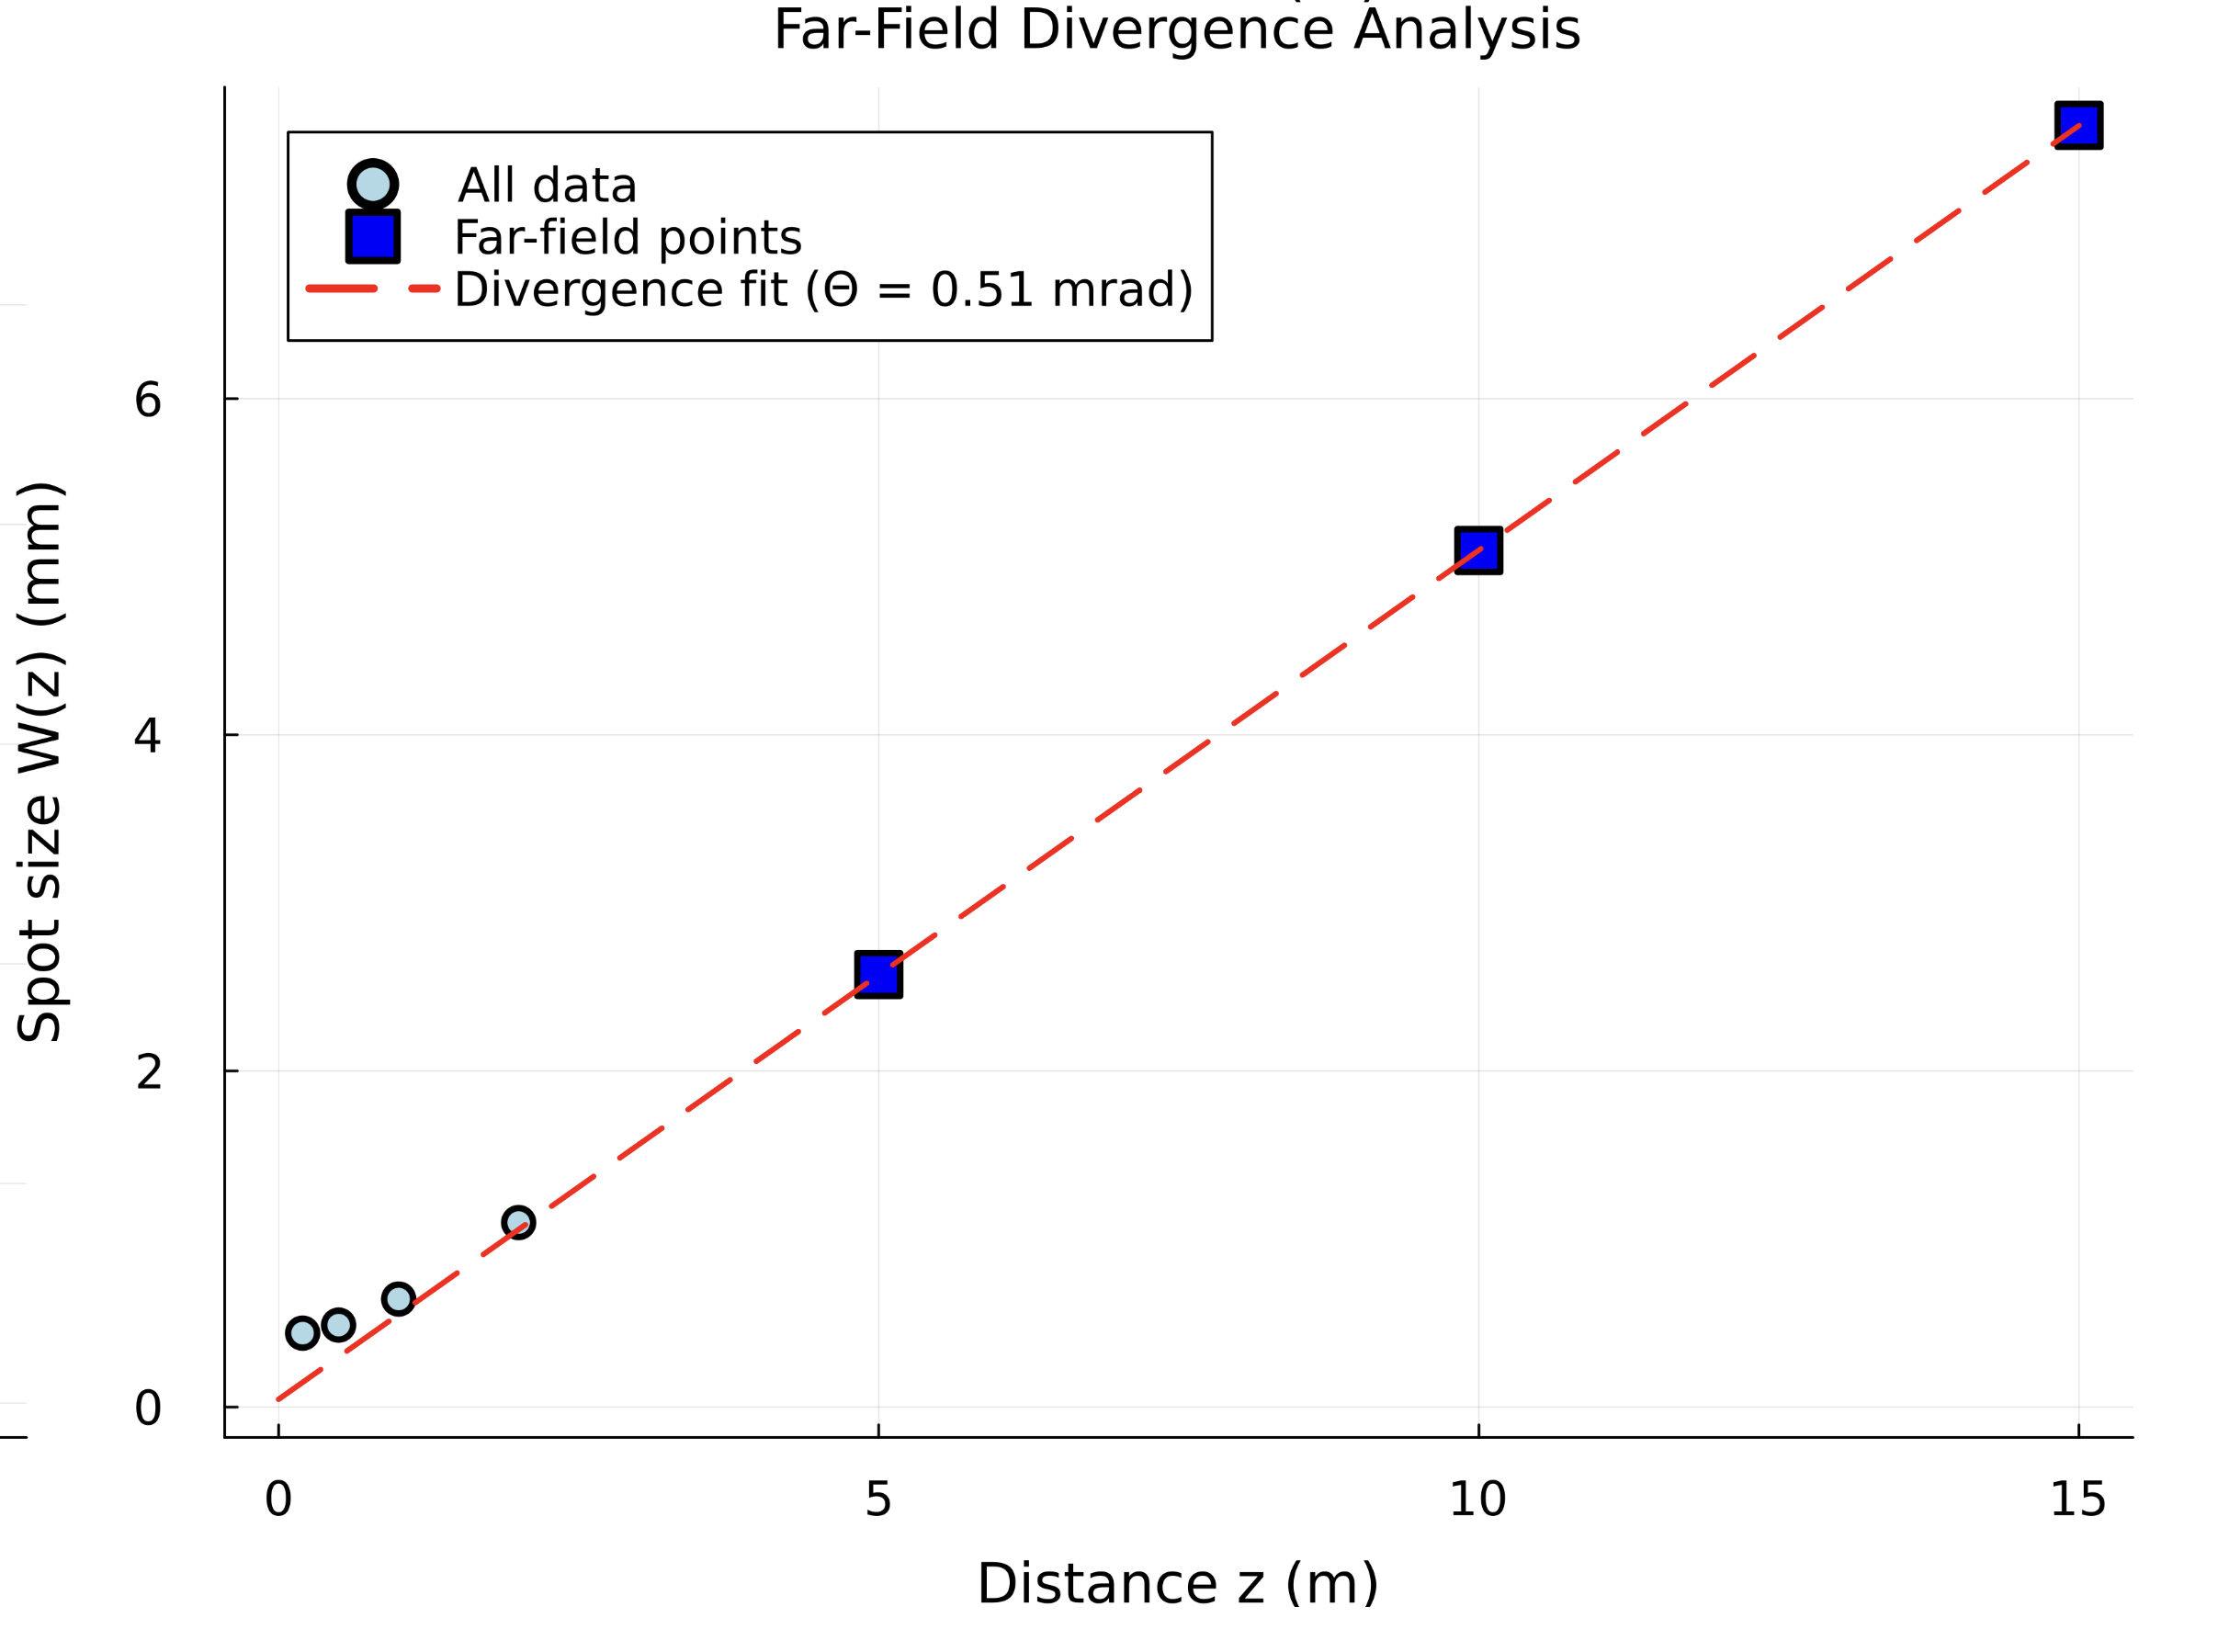 Far-Field Divergence Analysis
All data
Far-field points
Divergence fit (Θ = 0.51 mrad)
Spot size W(z) (mm)
6
4
2
0
0 5 10 15
Distance z (m)